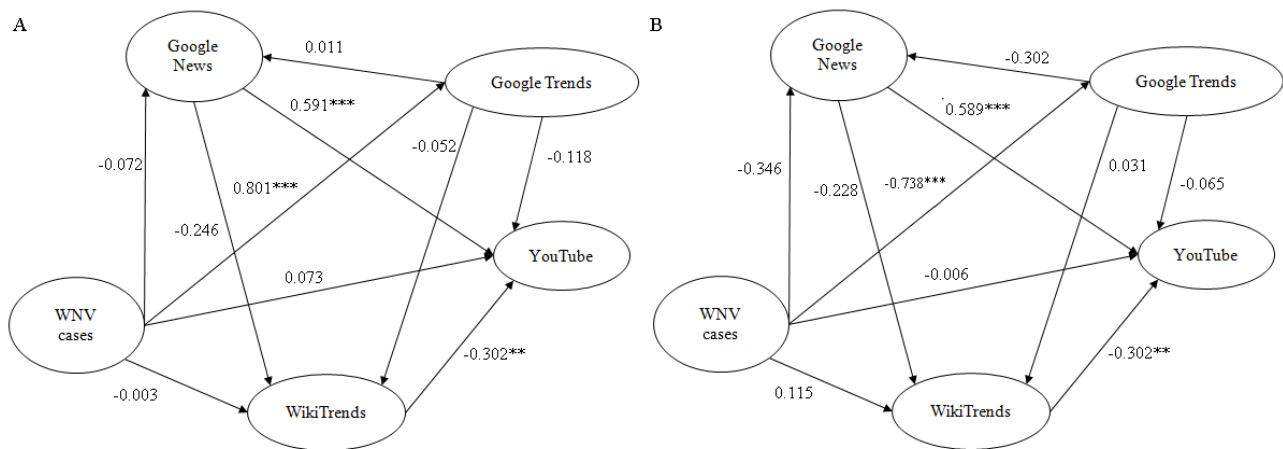 A
Google
News
0.011
Google Trends
0.591***
-0.052
-0.118
-0.072
0.801***
-0.246
YouTube
0.073
WNV
cases
-0.302**
-0.003
WikiTrends
B
Google
News
-0.302
Google Trends
0.589***
0.031
-0.065
-0.346
-0.738***
-0.228
YouTube
-0.006
WNV
cases
-0.302**
0.115
WikiTrends